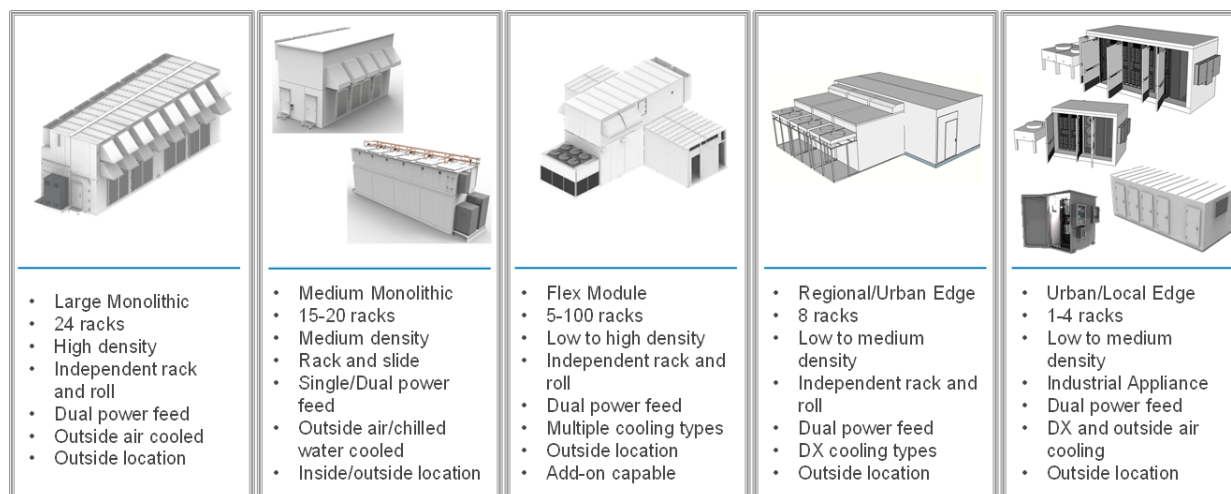 • Large Monolithic
• 24 racks
• High density
• Independent rack
and roll
• Dual power feed
• Outside air cooled
• Outside location
• Medium Monolithic
• 15-20 racks
• Medium density
• Rack and slide
• Single/Dual power
feed
• Outside air/chilled
water cooled
• Inside/outside location
• Flex Module
• 5-100 racks
• Low to high density
• Independent rack and
roll
• Dual power feed
• Multiple cooling types
• Outside location
• Add-on capable
• Regional/Urban Edge
• 8 racks
• Low to medium
density
• Independent rack and
roll
• Dual power feed
• DX cooling types
• Outside location
• Urban/Local Edge
• 1-4 racks
• Low to medium
density
• Industrial Appliance
• Dual power feed
• DX and outside air
cooling
• Outside location